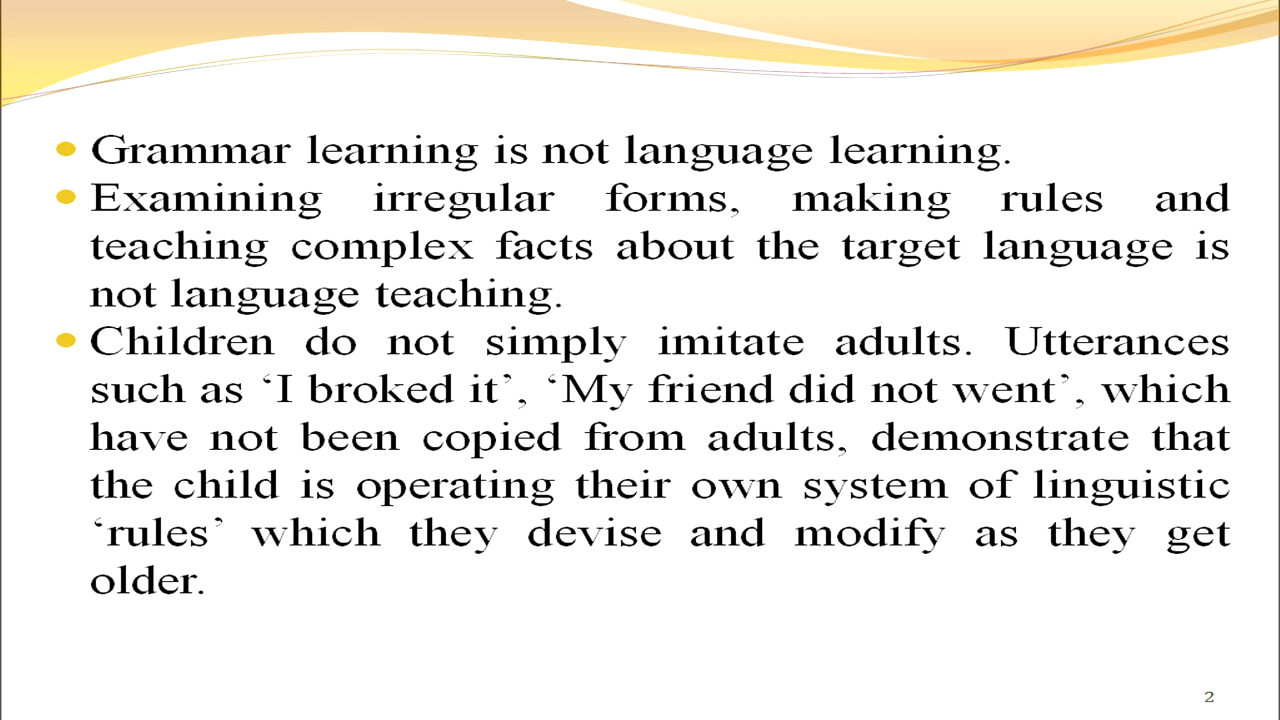 • Grammar learning is not language learning.
• Examining irregular forms, making rules and
teaching complex facts about the target language is
not language teaching.
• Children do not simply imitate adults. Utterances
such as ‘I broked it’, ‘My friend did not went’, which
have not been copied from adults, demonstrate that
the child is operating their own system of linguistic
‘rules’ which they devise and modify as they get
older.
2